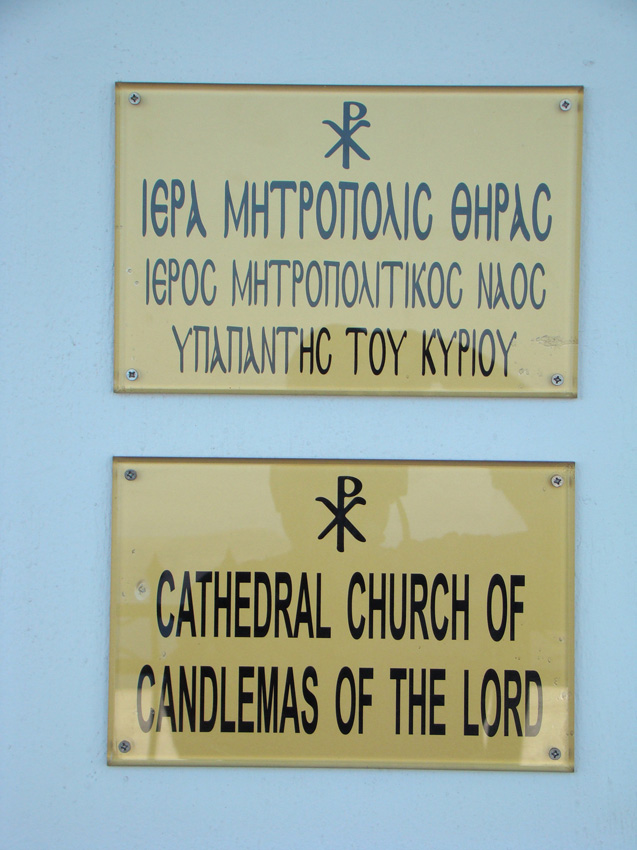 ΙΕΡΑ ΜΗΤΡΟΠΟΛΙϹ ΘΗΡΑϹ
ΙΕΡΟϹ ΜΗΤΡΟΠΟΛΙΤΙΚΟϹ ΝΑΟϹ
ΥΠΑΠΑΝΤΗϹ ΤΟΥ ΚΥΡΙΟΥ
CATHEDRAL CHURCH OF
CANDLEMAS OF THE LORD